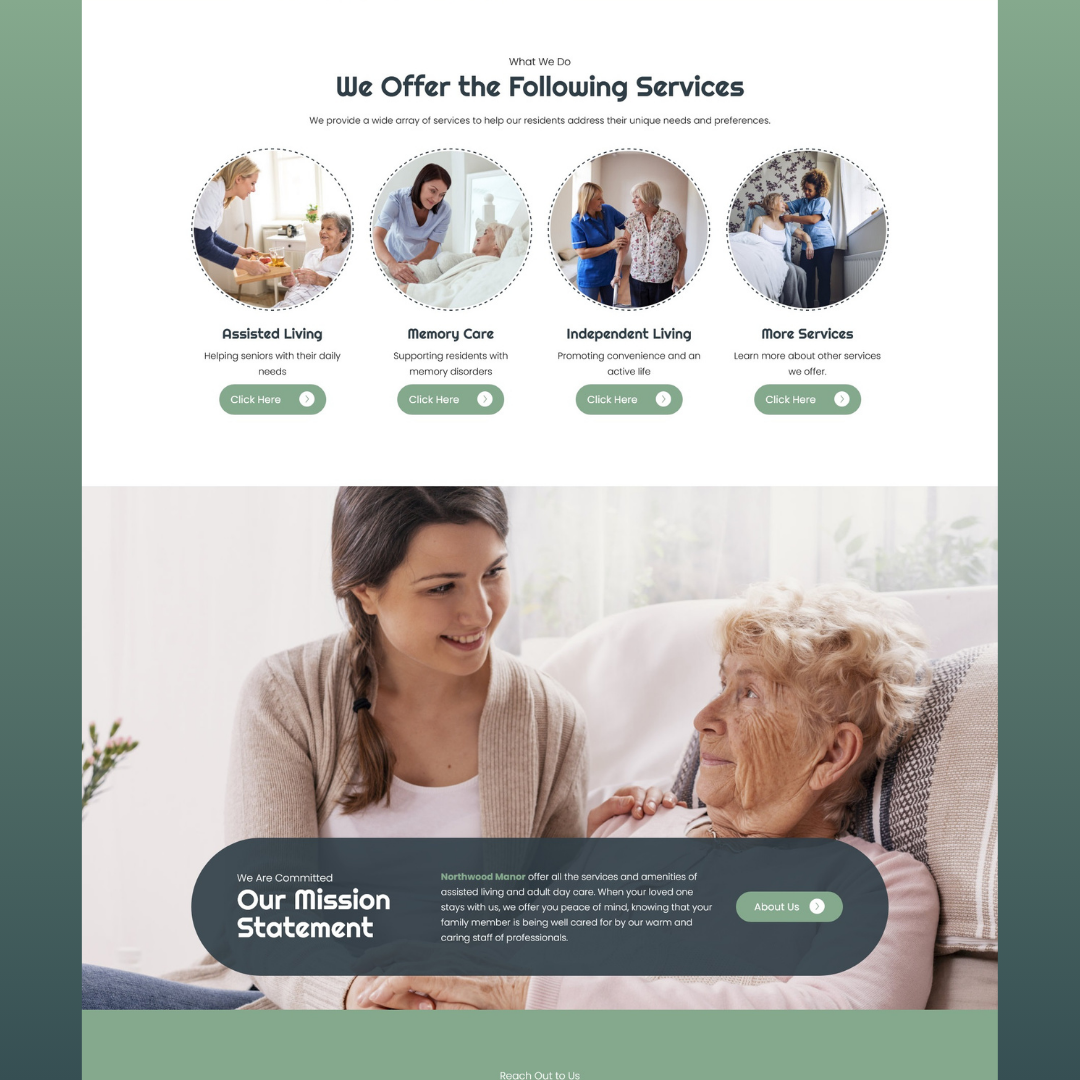 What We Do
We Offer the Following Services
We provide a wide array of services to help our residents address their unique needs and preferences.
Assisted Living
Helping seniors with their daily
needs
Click Here
Memory Care
Supporting residents with
memory disorders
Click Here
Independent Living
Promoting convenience and an
active life
Click Here
More Services
Learn more about other services
we offer.
Click Here
We Are Committed
Our Mission
Statement
Northwood Manor offer all the services and amenities of
assisted living and adult day care. When your loved one
stays with us, we offer you peace of mind, knowing that your
family member is being well cared for by our warm and
caring staff of professionals.
About Us
Reach Out to Us